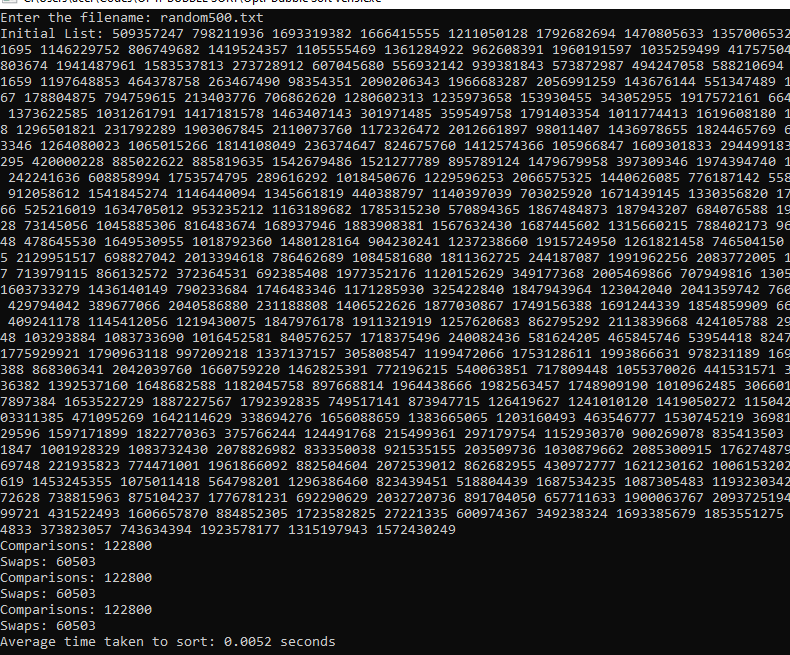 Enter the filename: random500.txt
Initial List: 509357247 798211936 1693319382 1666415555 1211050128 1792682694 1470805633 1357006532
1695 1146229752 806749682 1419524357 1105555469 1361284922 962608391 1960191597 1035259499 41757504
803674 1941487961 1583537813 273728912 607045680 556932142 939381843 573872987 494247058 588210694
1659 1197648853 464378758 263467490 98354351 2090206343 1966683287 2056991259 143676144 551347489 1
67 178804875 794759615 213403776 706862620 1280602313 1235973658 153930455 343052955 1917572161 664
1373622585 1031261791 1417181578 1463407143 301971485 359549758 1791403354 1011774413 1619608180 1
8 1296501821 231792289 1903067845 2110073760 1172326472 2012661897 98011407 1436978655 1824465769 6
3346 1264080023 1065015266 1814108049 236374647 824675760 1412574366 105966847 1609301833 294499183
295 420000228 885022622 885819635 1542679486 1521277789 895789124 1479679958 397309346 1974394740 1
242241636 608858994 1753574795 289616292 1018450676 1229596253 2066575325 1440626085 776187142 558
912058612 1541845274 1146440094 1345661819 440388797 1140397039 703025920 1671439145 1330356820 17
66 525216019 1634705012 953235212 1163189682 1785315230 570894365 1867484873 187943207 684076588 19
28 73145056 1045885306 816483674 168937946 1883908381 1567632430 1687445602 1315660215 788402173 96
48 478645530 1649530955 1018792360 1480128164 904230241 1237238660 1915724950 1261821458 746504150
5 2129951517 698827042 2013394618 786462689 1084581680 1811362725 244187087 1991962256 2083772005 1
7 713979115 866132572 372364531 692385408 1977352176 1120152629 349177368 2005469866 707949816 1305
1603733279 1436140149 790233684 1746483346 1171285930 325422840 1847943964 123042040 2041359742 760
429794042 389677066 2040586880 231188808 1406522626 1877030867 1749156388 1691244339 1854859909 66
409241178 1145412056 1219430075 1847976178 1911321919 1257620683 862795292 2113839668 424105788 29
48 103293884 1083733690 1016452581 840576257 1718375496 240082436 581624205 465845746 53954418 8247
1775929921 1790963118 997209218 1337137157 305808547 1199472066 1753128611 1993866631 978231189 169
388 868306341 2042039760 1660759220 1462825391 772196215 540063851 717809448 1055370026 441531571 3
36382 1392537160 1648682588 1182045758 897668814 1964438666 1982563457 1748909190 1010962485 306601
7897384 1653522729 1887227567 1792392835 749517141 873947715 126419627 1241010120 1419050272 115042
03311385 471095269 1642114629 338694276 1656088659 1383665065 1203160493 463546777 1530745219 36981
29596 1597171899 1822770363 375766244 124491768 215499361 297179754 1152930370 900269078 835413503
1847 1001928329 1083732430 2078826982 833350038 921535155 203509736 1030879662 2085300915 176274879
69748 221935823 774471001 1961866092 882504604 2072539012 862682955 430972777 1621230162 1006153202
619 1453245355 1075011418 564798201 1296386460 823439451 518804439 1687534235 1087305483 1193230342
72628 738815963 875104237 1776781231 692290629 2032720736 891704050 657711633 1900063767 2093725194
99721 431522493 1606657870 884852305 1723582825 27221335 600974367 349238324 1693385679 1853551275
4833 373823057 743634394 1923578177 1315197943 1572430249
Comparisons: 122800
Swaps: 60503
Comparisons: 122800
Swaps: 60503
Comparisons: 122800
Swaps: 60503
Average time taken to sort: 0.0052 seconds